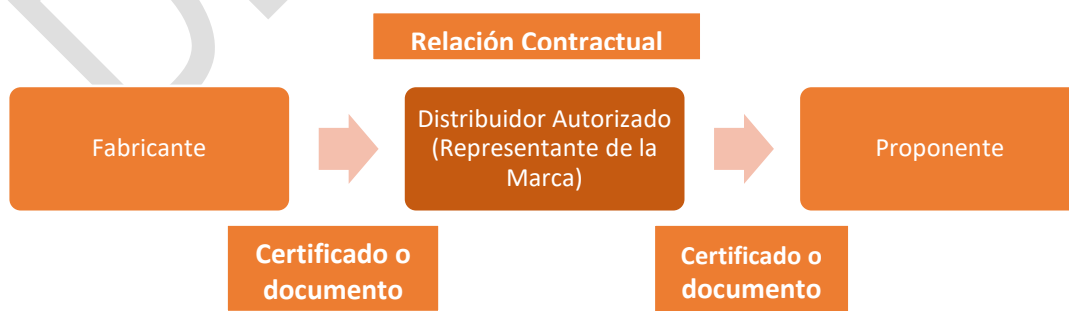 Relación Contractual
Fabricante
Distribuidor Autorizado
(Representante de la
Marca)
Proponente
Certificado o
documento
Certificado o
documento